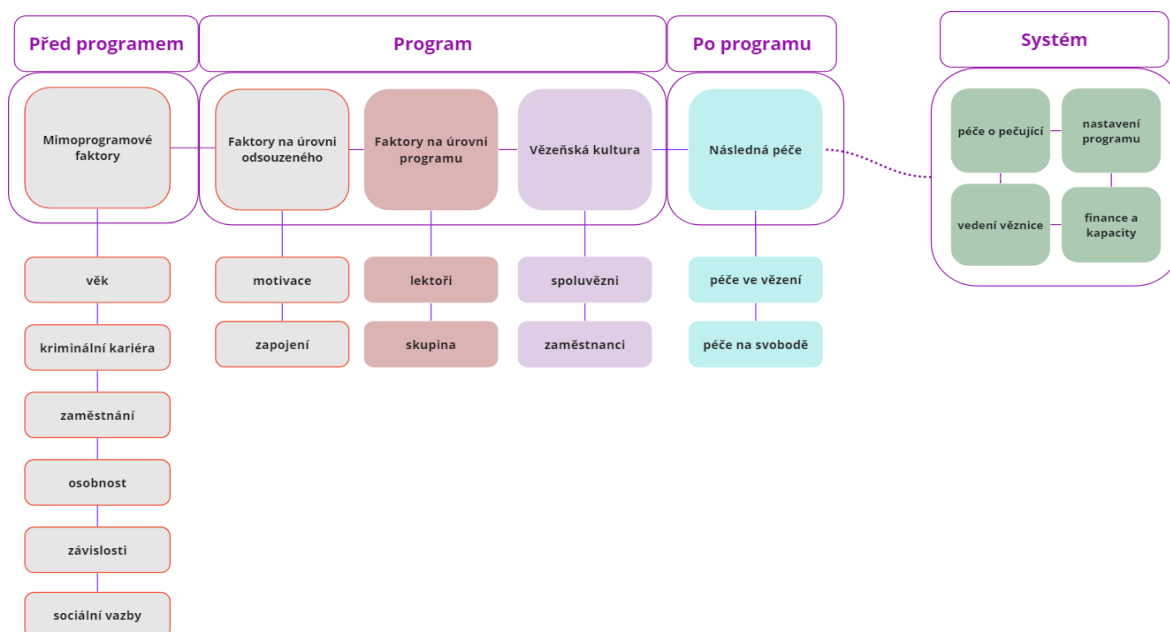 Před programem
Program
Po programu
Systém
Mimoprogramové
faktory
Faktory na úrovni
odsouzeného
Faktory na úrovni
programu
Vězeňská kultura
Následná péče
péče o pečující
nastavení
programu
vedení věznice
finance a
kapacity
věk
kriminální kariéra
zaměstnání
osobnost
závislosti
sociální vazby
motivace
zapojení
lektoři
skupina
spoluvězni
zaměstnanci
péče ve vězení
péče na svobodě